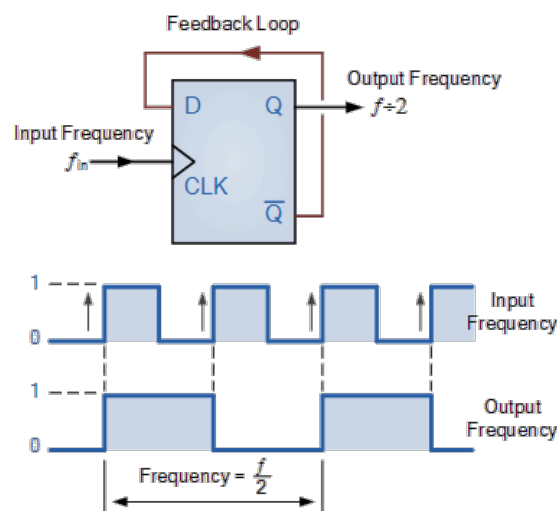 Feedback Loop
D
Q
Output Frequency
f÷2
Input Frequency
fin
CLK
Q̅
1
0
Input
Frequency
1
0
Output
Frequency
Frequency = f/2